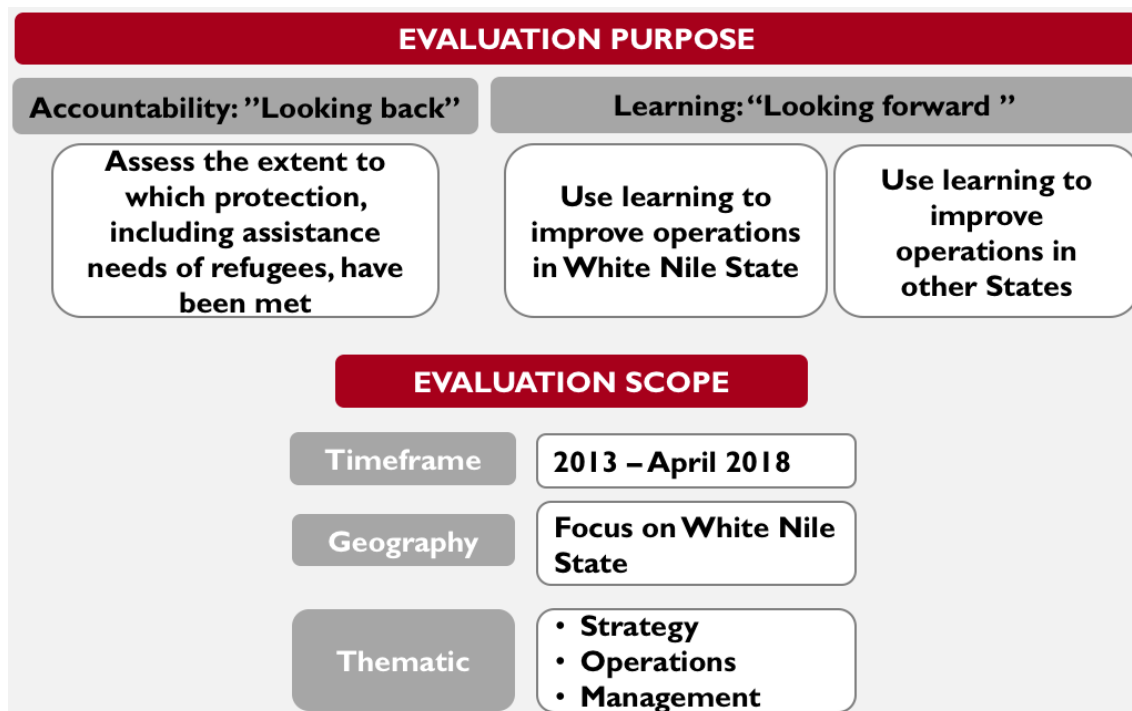 EVALUATION PURPOSE
Accountability: ”Looking back”
Learning: “Looking forward ”
Assess the extent to
which protection,
including assistance
needs of refugees, have
been met
Use learning to
improve operations
in White Nile State
Use learning to
improve
operations in
other States
EVALUATION SCOPE
Timeframe
2013 – April 2018
Geography
Focus on White Nile
State
Thematic
• Strategy
• Operations
• Management